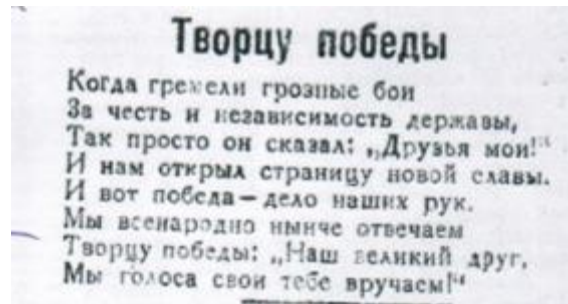 Творцу победы
Когда гремели грозные бои
За честь и независимость державы,
Так просто он сказал: „Друзья мои!“
И нам открыл страницу новой славы.
И вот победа—дело наших рук.
Мы всенародно нынче отвечаем
Творцу победы: „Наш великий друг,
Мы голоса свои тебе вручаем!“